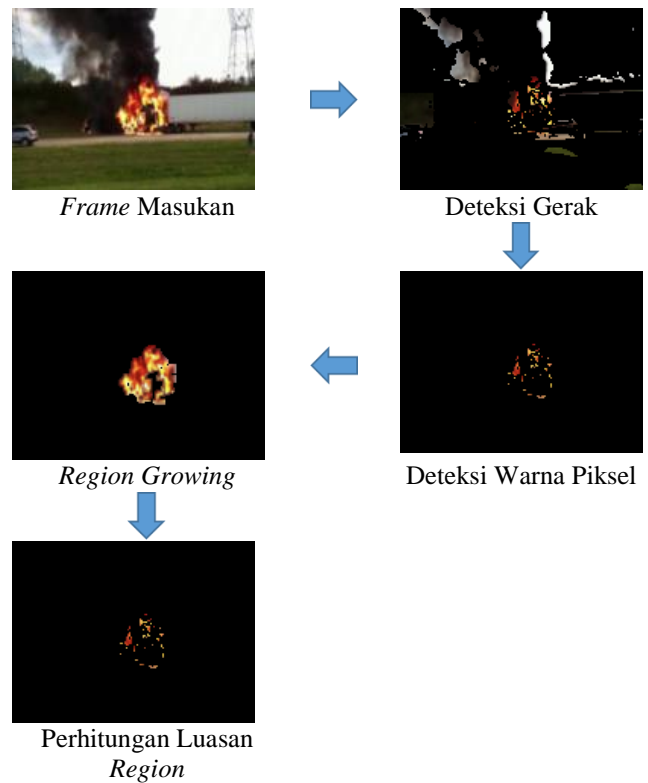 Frame Masukan
Deteksi Gerak
Deteksi Warna Piksel
Region Growing
Perhitungan Luasan
Region